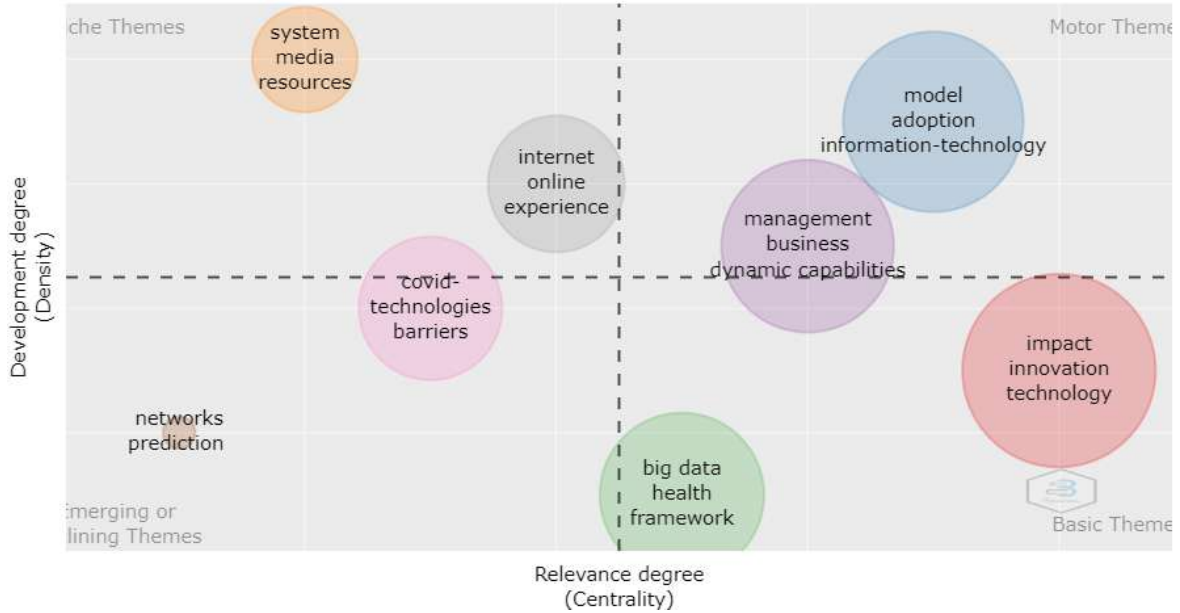 che Themes
Motor Theme
system
media
resources
model
adoption
information-technology
internet
online
experience
management
business
dynamic capabilities
covid-
technologies
barriers
impact
innovation
technology
networks
prediction
big data
health
framework
Emerging or
lining Themes
Basic Theme
Development degree
(Density)
Relevance degree
(Centrality)